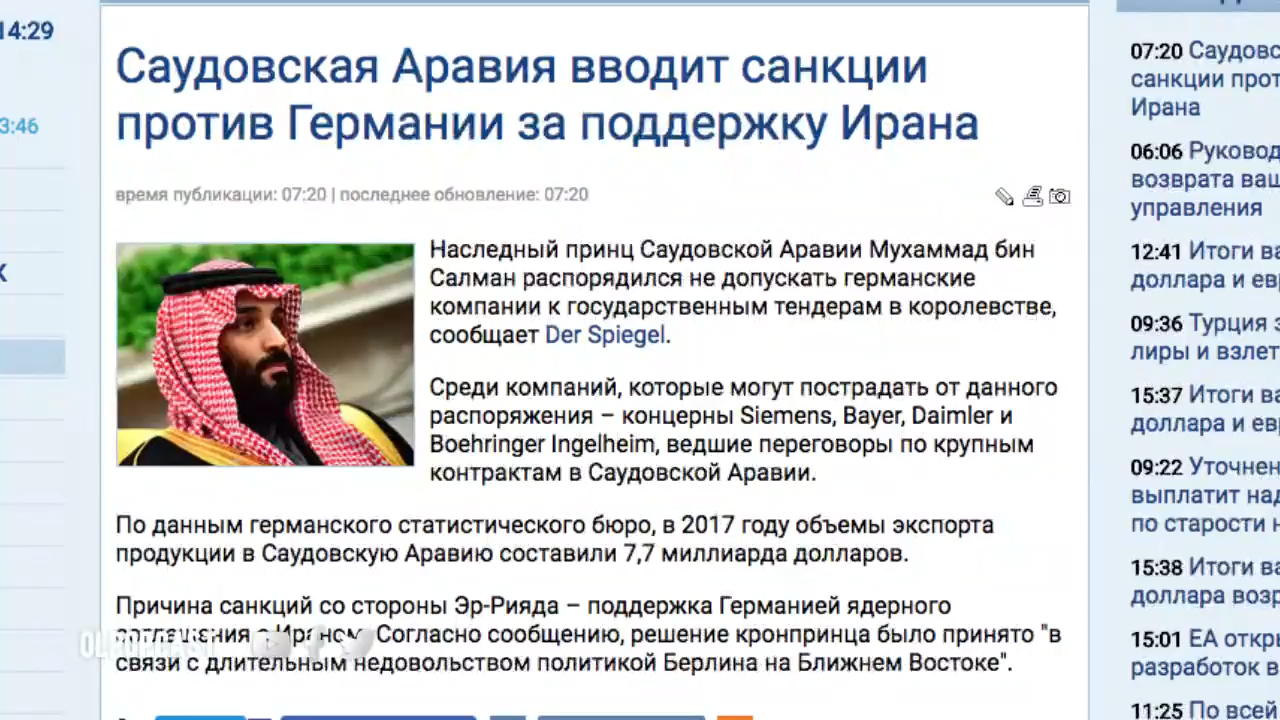 14:29
3:46
К
Саудовская Аравия вводит санкции
против Германии за поддержку Ирана
время публикации: 07:20 | последнее обновление: 07:20
Наследный принц Саудовской Аравии Мухаммад бин
Салман распорядился не допускать германские
компании к государственным тендерам в королевстве,
сообщает Der Spiegel.
Среди компаний, которые могут пострадать от данного
распоряжения – концерны Siemens, Bayer, Daimler и
Boehringer Ingelheim, ведшие переговоры по крупным
контрактам в Саудовской Аравии.
По данным германского статистического бюро, в 2017 году объемы экспорта
продукции в Саудовскую Аравию составили 7,7 миллиарда долларов.
Причина санкций со стороны Эр-Рияда – поддержка Германией ядерного
соглашения с Ираном. Согласно сообщению, решение кронпринца было принято "в
связи с длительным недовольством политикой Берлина на Ближнем Востоке".
07:20 Саудовс
санкции прот
Ирана
06:06 Руковод
возврата ваш
управления
12:41 Итоги ва
доллара и евр
09:36 Турция з
лиры и взлет
15:37 Итоги ва
доллара и евр
09:22 Уточнен
выплатит над
по старости н
15:38 Итоги ва
доллара возр
15:01 ЕА откры
разработок в
11:25 По всей